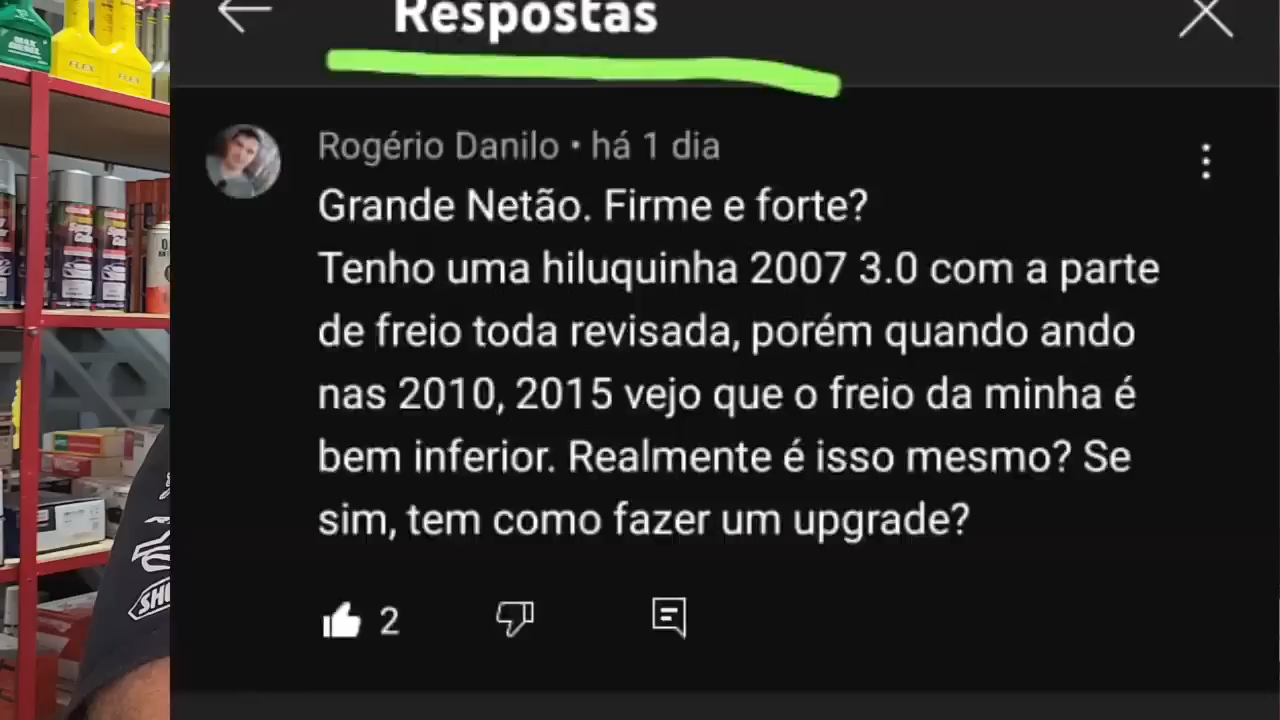 Respostas
Rogério Danilo • há 1 dia
Grande Netão. Firme e forte?
Tenho uma hiluquinha 2007 3.0 com a parte
de freio toda revisada, porém quando ando
nas 2010, 2015 vejo que o freio da minha é
bem inferior. Realmente é isso mesmo? Se
sim, tem como fazer um upgrade?
2
FLEX
FLEX